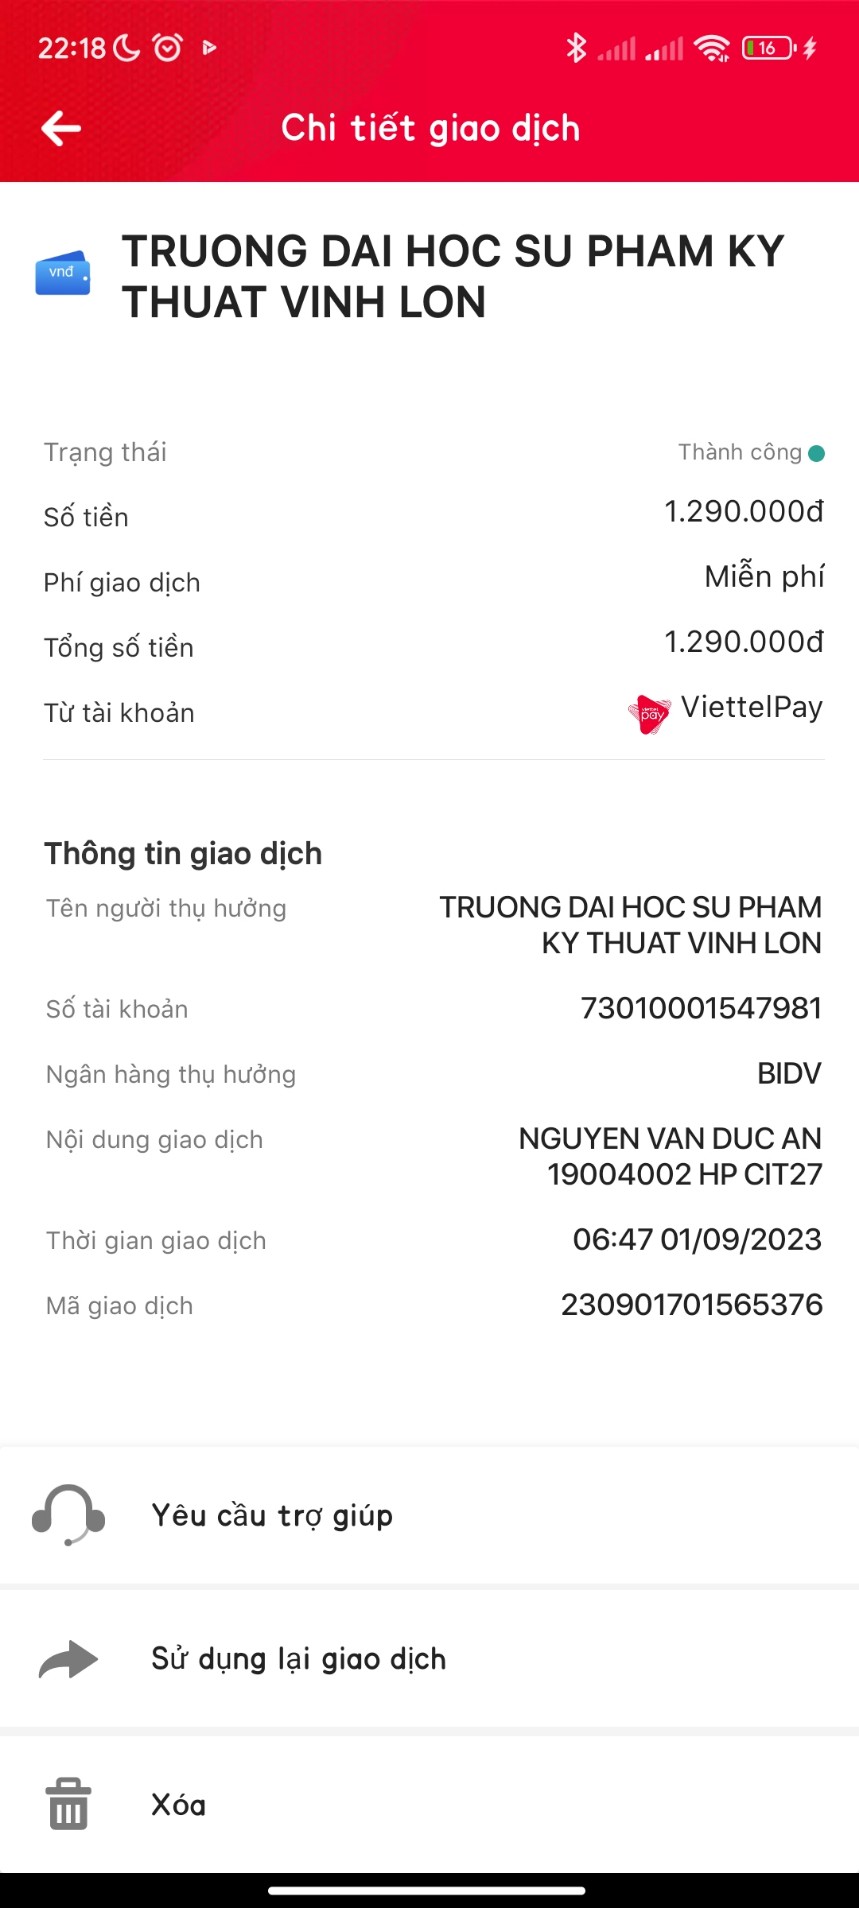 22:18
16
Chi tiết giao dịch
vnđ
TRUONG DAI HOC SU PHAM KY
THUAT VINH LON
Trạng thái Thành công
Số tiền 1.290.000đ
Phí giao dịch Miễn phí
Tổng số tiền 1.290.000đ
Từ tài khoản viettel pay ViettelPay
Thông tin giao dịch
Tên người thụ hưởng TRUONG DAI HOC SU PHAM
KY THUAT VINH LON
Số tài khoản 73010001547981
Ngân hàng thụ hưởng BIDV
Nội dung giao dịch NGUYEN VAN DUC AN
19004002 HP CIT27
Thời gian giao dịch 06:47 01/09/2023
Mã giao dịch 230901701565376
Yêu cầu trợ giúp
Sử dụng lại giao dịch
Xóa